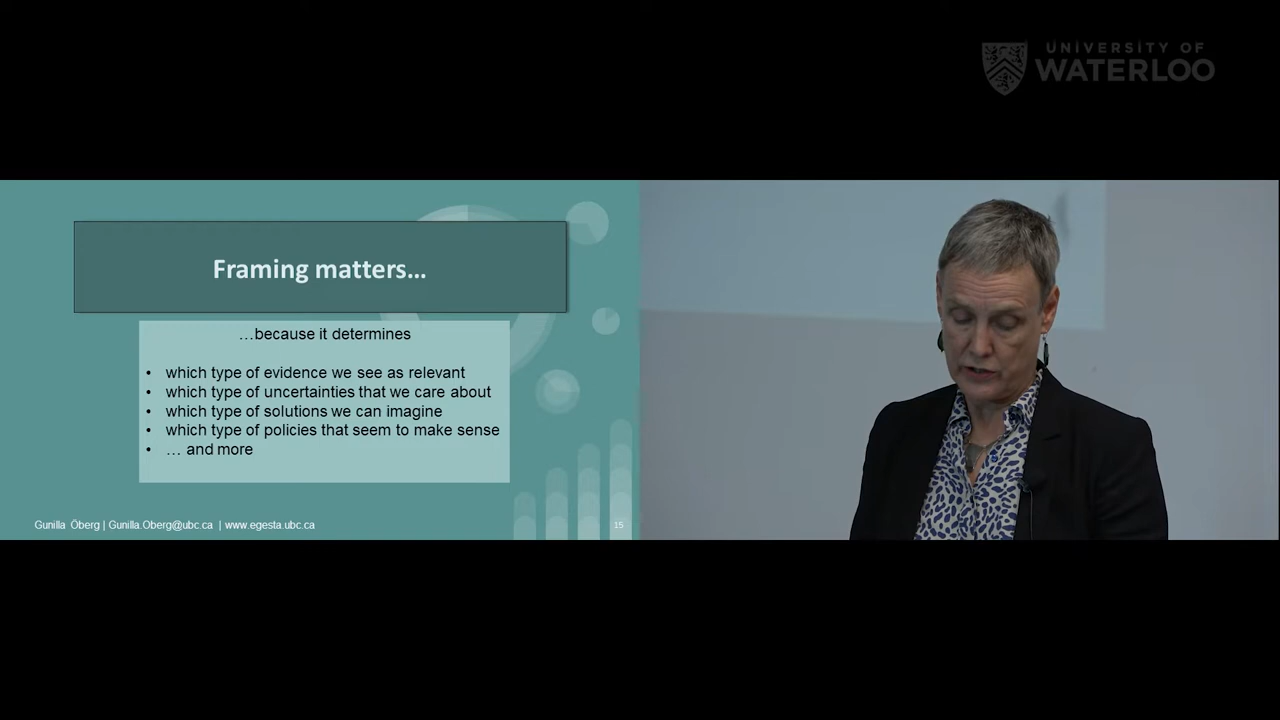 UNIVERSITY OF
WATERLOO
Framing matters...
...because it determines
• which type of evidence we see as relevant
• which type of uncertainties that we care about
• which type of solutions we can imagine
• which type of policies that seem to make sense
• ... and more
Gunilla Öberg | Gunilla.Oberg@ubc.ca | www.egesta.ubc.ca
15